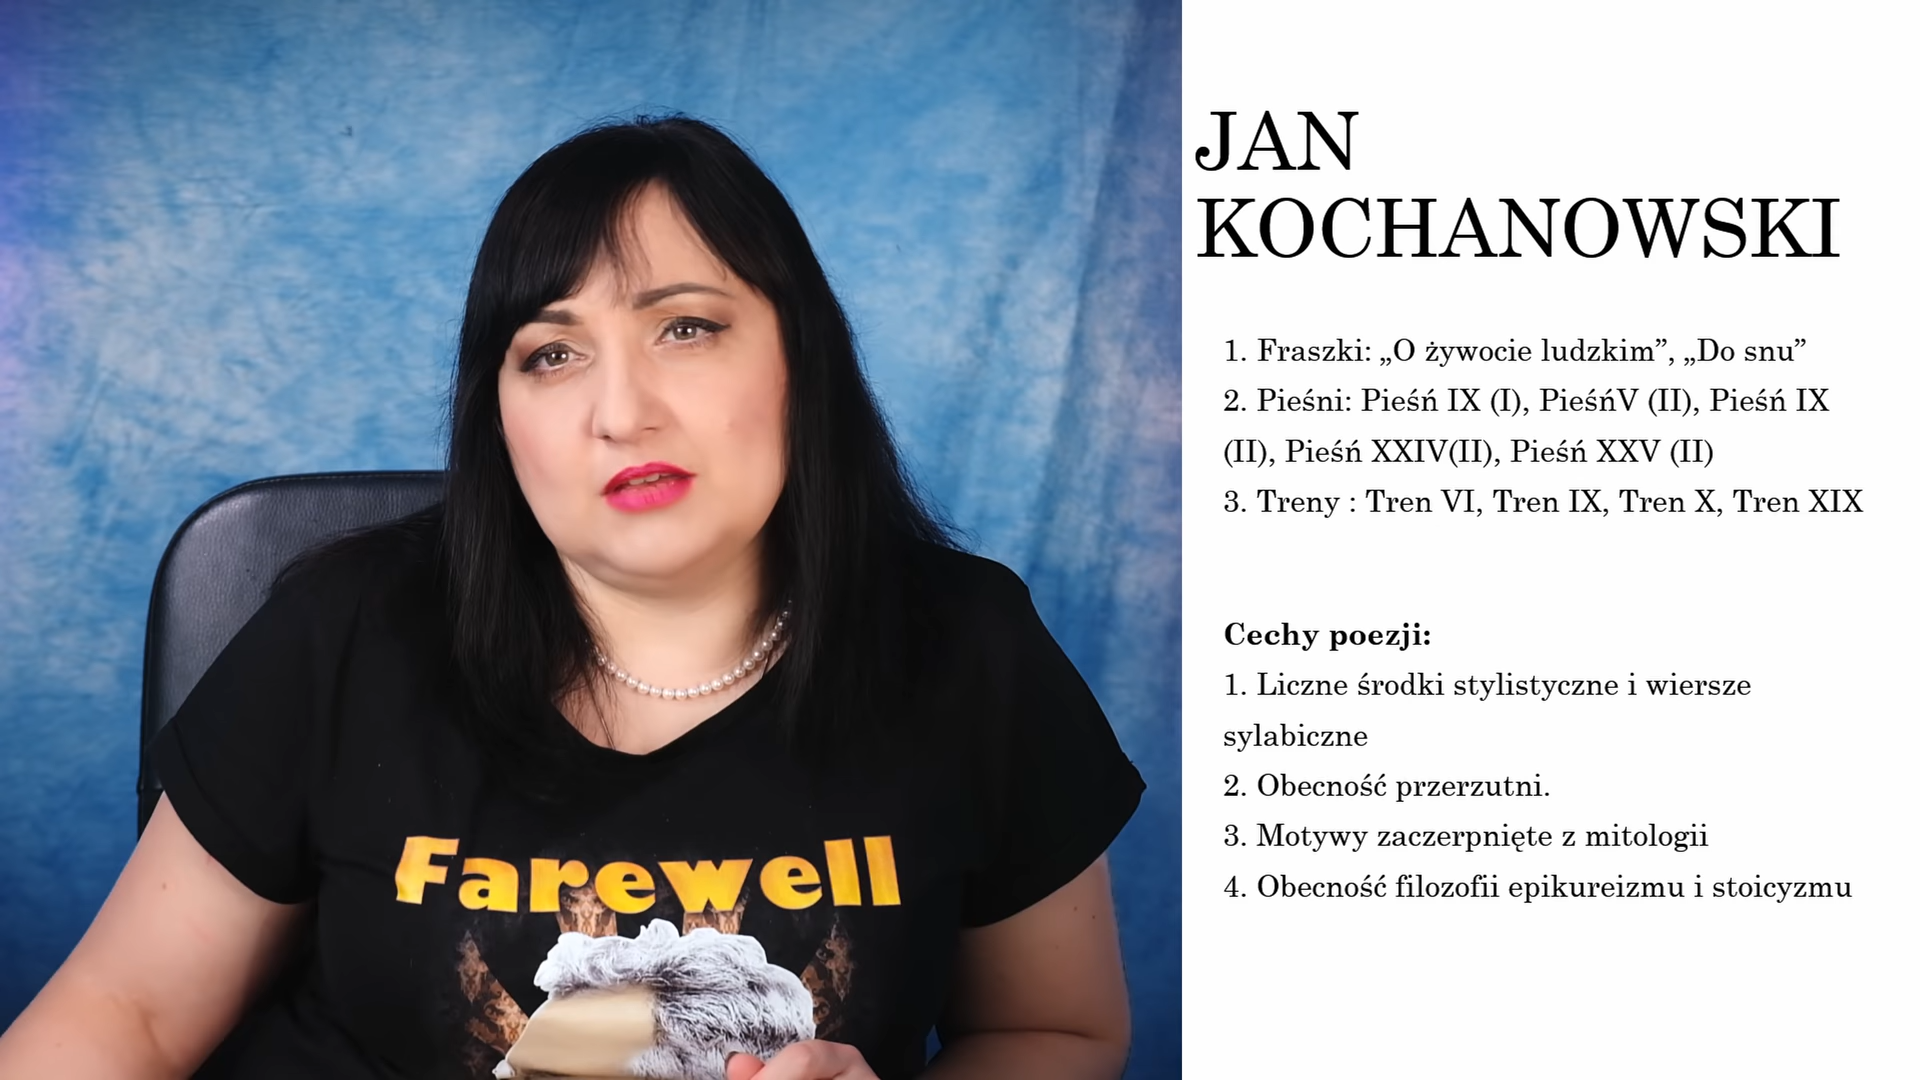 JAN
KOCHANOWSKI
1. Fraszki: „O żywocie ludzkim”, „Do snu”
2. Pieśni: Pieśń IX (I), PieśńV (II), Pieśń IX
(II), Pieśń XXIV(II), Pieśń XXV (II)
3. Treny : Tren VI, Tren IX, Tren X, Tren XIX
Cechy poezji:
1. Liczne środki stylistyczne i wiersze
sylabiczne
2. Obecność przerzutni.
3. Motywy zaczerpnięte z mitologii
4. Obecność filozofii epikureizmu i stoicyzmu
Farewell